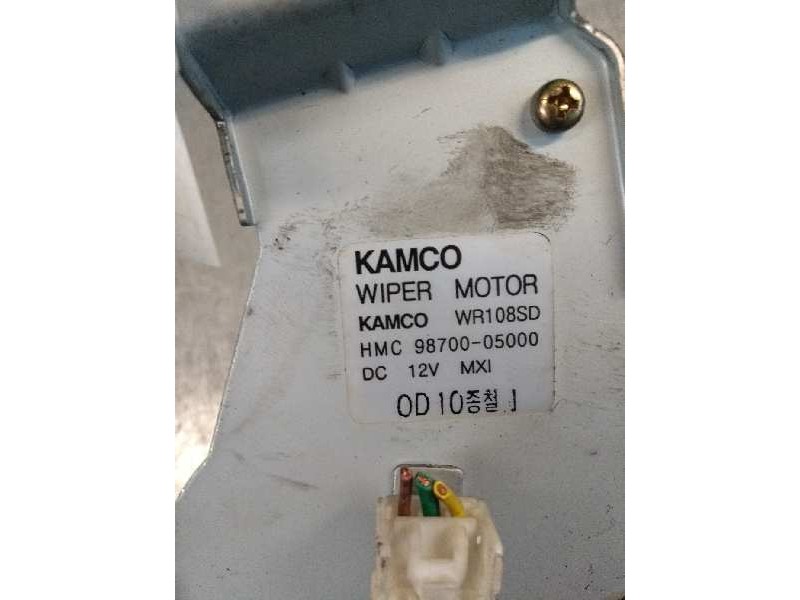 KAMCO
WIPER MOTOR
KAMCO WR108SD
HMC 98700-05000
DC 12V MXI
OD10종철 J